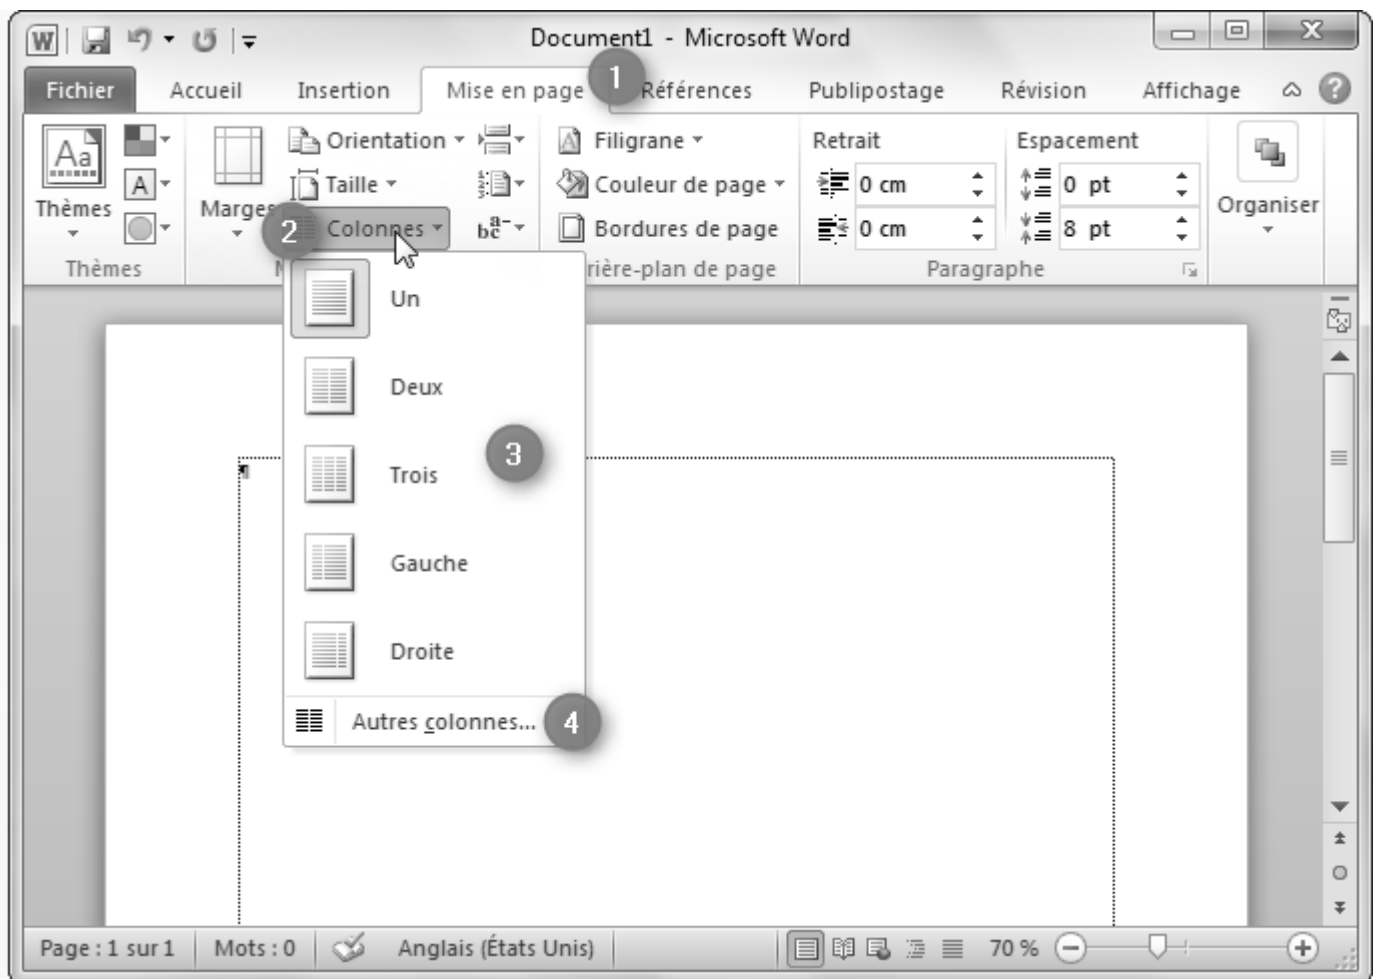 Document1 - Microsoft Word
1
Fichier Accueil Insertion Mise en page Références Publipostage Révision Affichage
Aa Orientation Filigrane Retrait Espacement
A Taille Couleur de page 0 cm 0 pt
Thèmes Marges Organiser
2 Colonnes Bordures de page 0 cm 8 pt
Thèmes rière-plan de page Paragraphe
Un
Deux
3
Trois
Gauche
Droite
Autres colonnes... 4
Page : 1 sur 1 Mots : 0 Anglais (États Unis) 70 %